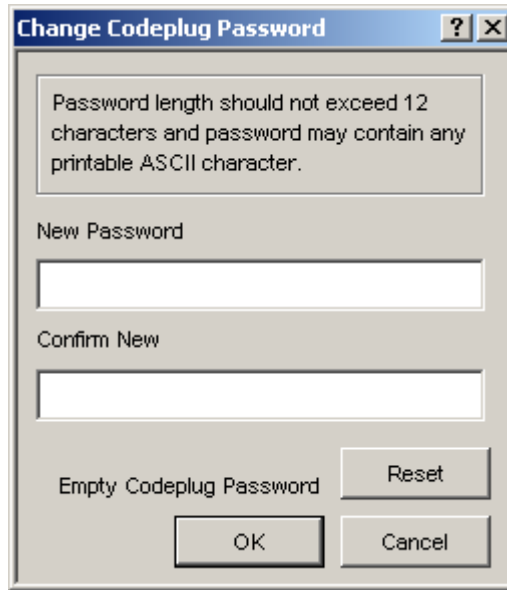 Change Codeplug Password
Password length should not exceed 12
characters and password may contain any
printable ASCII character.
New Password
Confirm New
Empty Codeplug Password
Reset
OK
Cancel